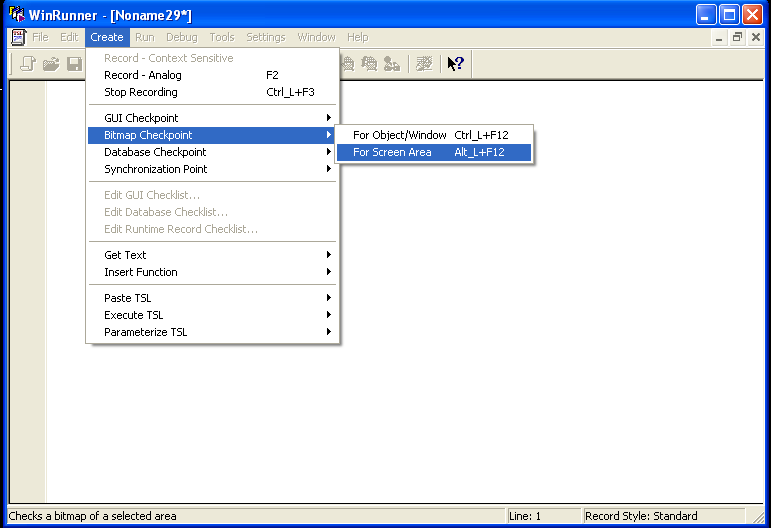 WinRunner - [Noname29*]
File Edit Create Run Debug Tools Settings Window Help
Record - Context Sensitive
Record - Analog F2
Stop Recording Ctrl_L+F3
GUI Checkpoint
Bitmap Checkpoint
For Object/Window Ctrl_L+F12
Database Checkpoint
For Screen Area Alt_L+F12
Synchronization Point
Edit GUI Checklist...
Edit Database Checklist...
Edit Runtime Record Checklist...
Get Text
Insert Function
Paste TSL
Execute TSL
Parameterize TSL
Checks a bitmap of a selected area Line: 1 Record Style: Standard